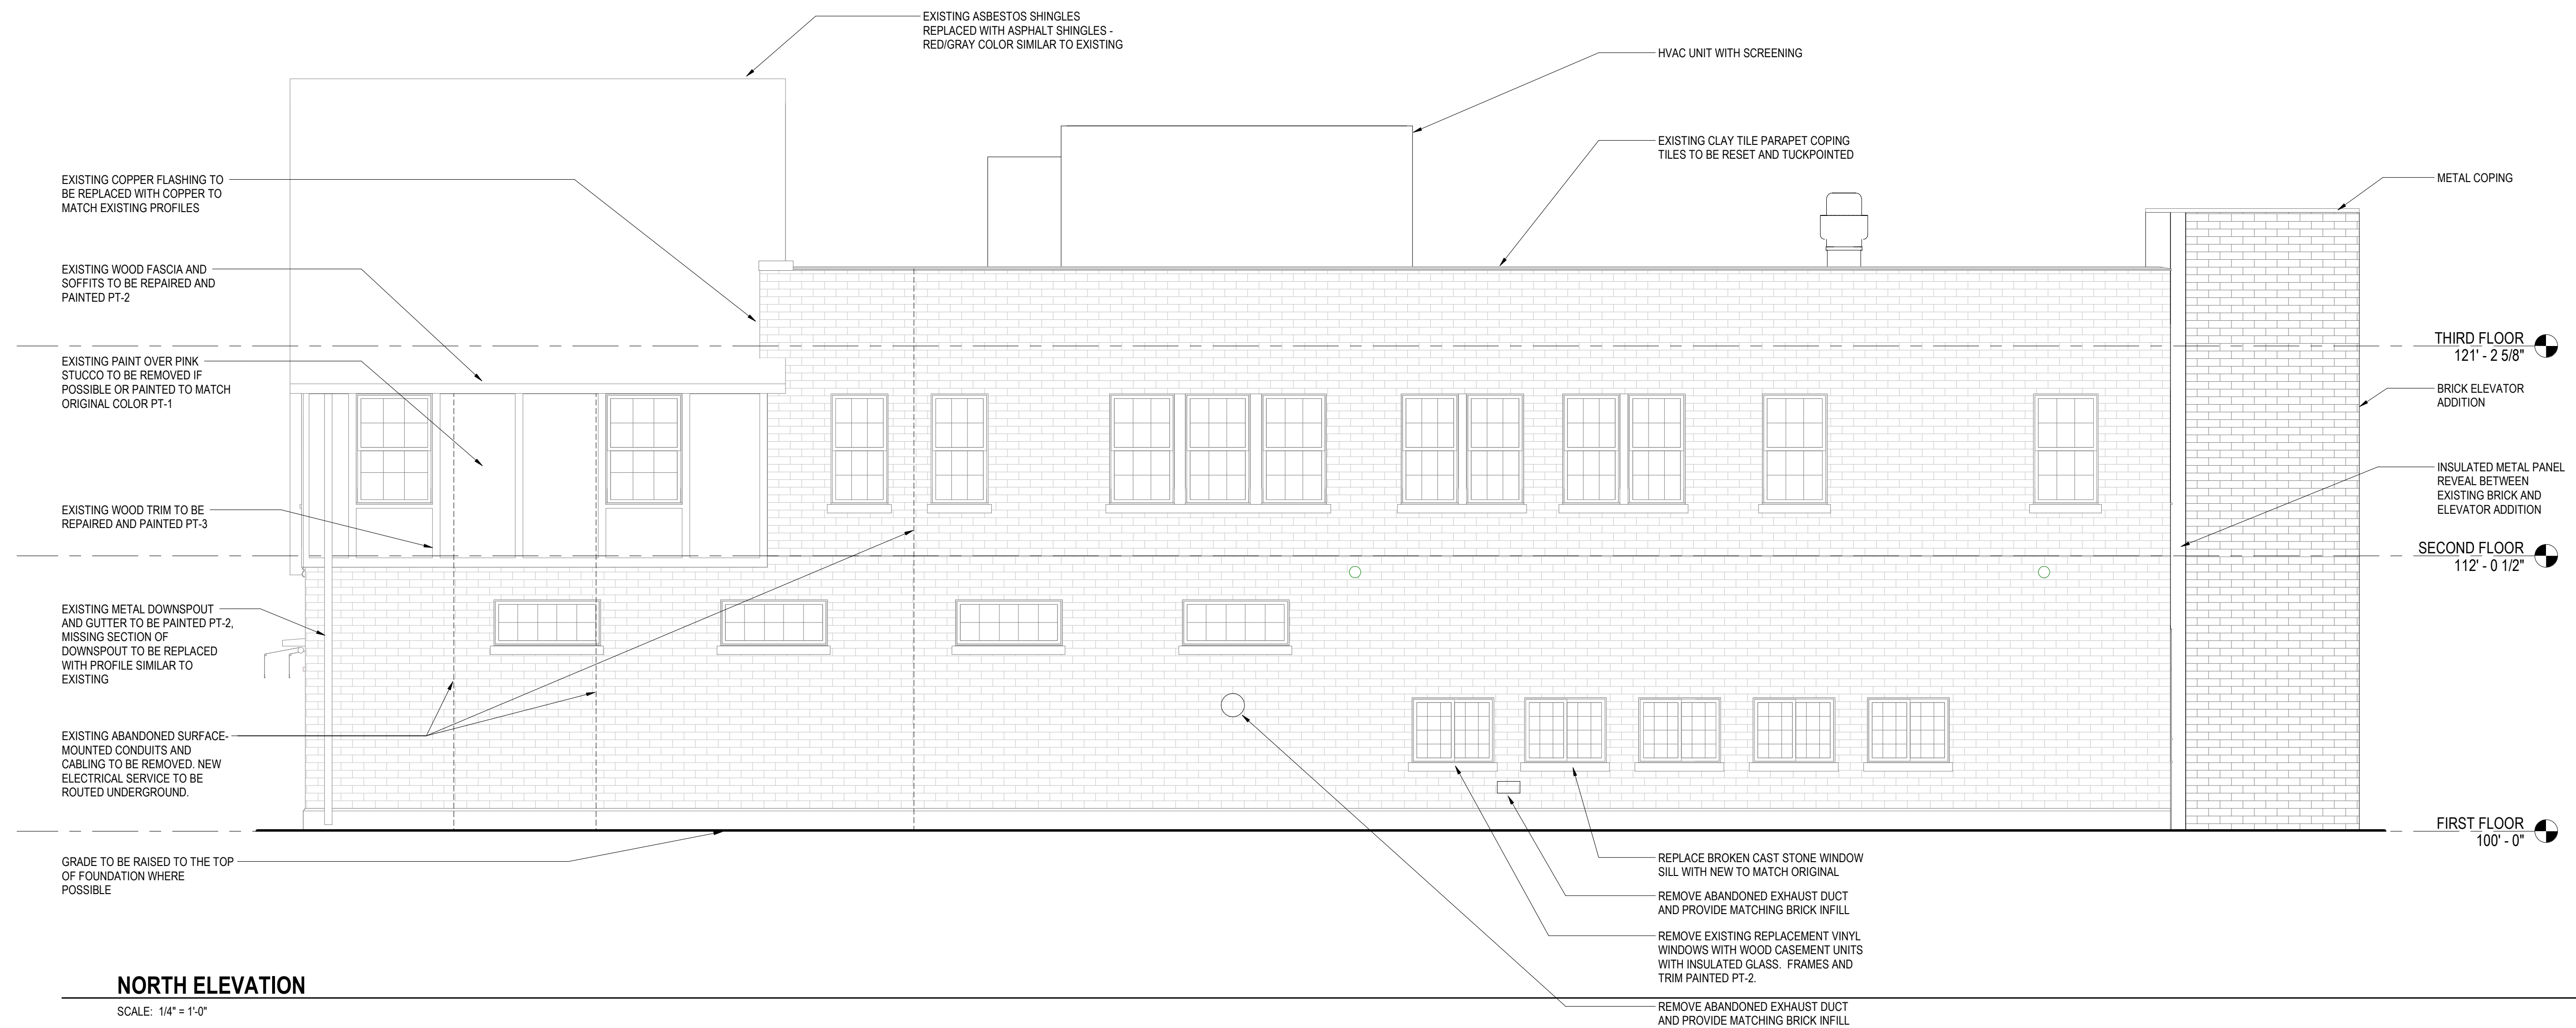 EXISTING ASBESTOS SHINGLES
REPLACED WITH ASPHALT SHINGLES -
RED/GRAY COLOR SIMILAR TO EXISTING
HVAC UNIT WITH SCREENING
EXISTING CLAY TILE PARAPET COPING
TILES TO BE RESET AND TUCKPOINTED
METAL COPING
EXISTING COPPER FLASHING TO
BE REPLACED WITH COPPER TO
MATCH EXISTING PROFILES
EXISTING WOOD FASCIA AND
SOFFITS TO BE REPAIRED AND
PAINTED PT-2
EXISTING PAINT OVER PINK
STUCCO TO BE REMOVED IF
POSSIBLE OR PAINTED TO MATCH
ORIGINAL COLOR PT-1
EXISTING WOOD TRIM TO BE
REPAIRED AND PAINTED PT-3
EXISTING METAL DOWNSPOUT
AND GUTTER TO BE PAINTED PT-2,
MISSING SECTION OF
DOWNSPOUT TO BE REPLACED
WITH PROFILE SIMILAR TO
EXISTING
EXISTING ABANDONED SURFACE-
MOUNTED CONDUITS AND
CABLING TO BE REMOVED. NEW
ELECTRICAL SERVICE TO BE
ROUTED UNDERGROUND.
GRADE TO BE RAISED TO THE TOP
OF FOUNDATION WHERE
POSSIBLE
THIRD FLOOR
121' - 2 5/8"
BRICK ELEVATOR
ADDITION
INSULATED METAL PANEL
REVEAL BETWEEN
EXISTING BRICK AND
ELEVATOR ADDITION
SECOND FLOOR
112' - 0 1/2"
FIRST FLOOR
100' - 0"
REPLACE BROKEN CAST STONE WINDOW
SILL WITH NEW TO MATCH ORIGINAL
REMOVE ABANDONED EXHAUST DUCT
AND PROVIDE MATCHING BRICK INFILL
REMOVE EXISTING REPLACEMENT VINYL
WINDOWS WITH WOOD CASEMENT UNITS
WITH INSULATED GLASS.  FRAMES AND
TRIM PAINTED PT-2.
REMOVE ABANDONED EXHAUST DUCT
AND PROVIDE MATCHING BRICK INFILL
NORTH ELEVATION
SCALE:  1/4" = 1'-0"